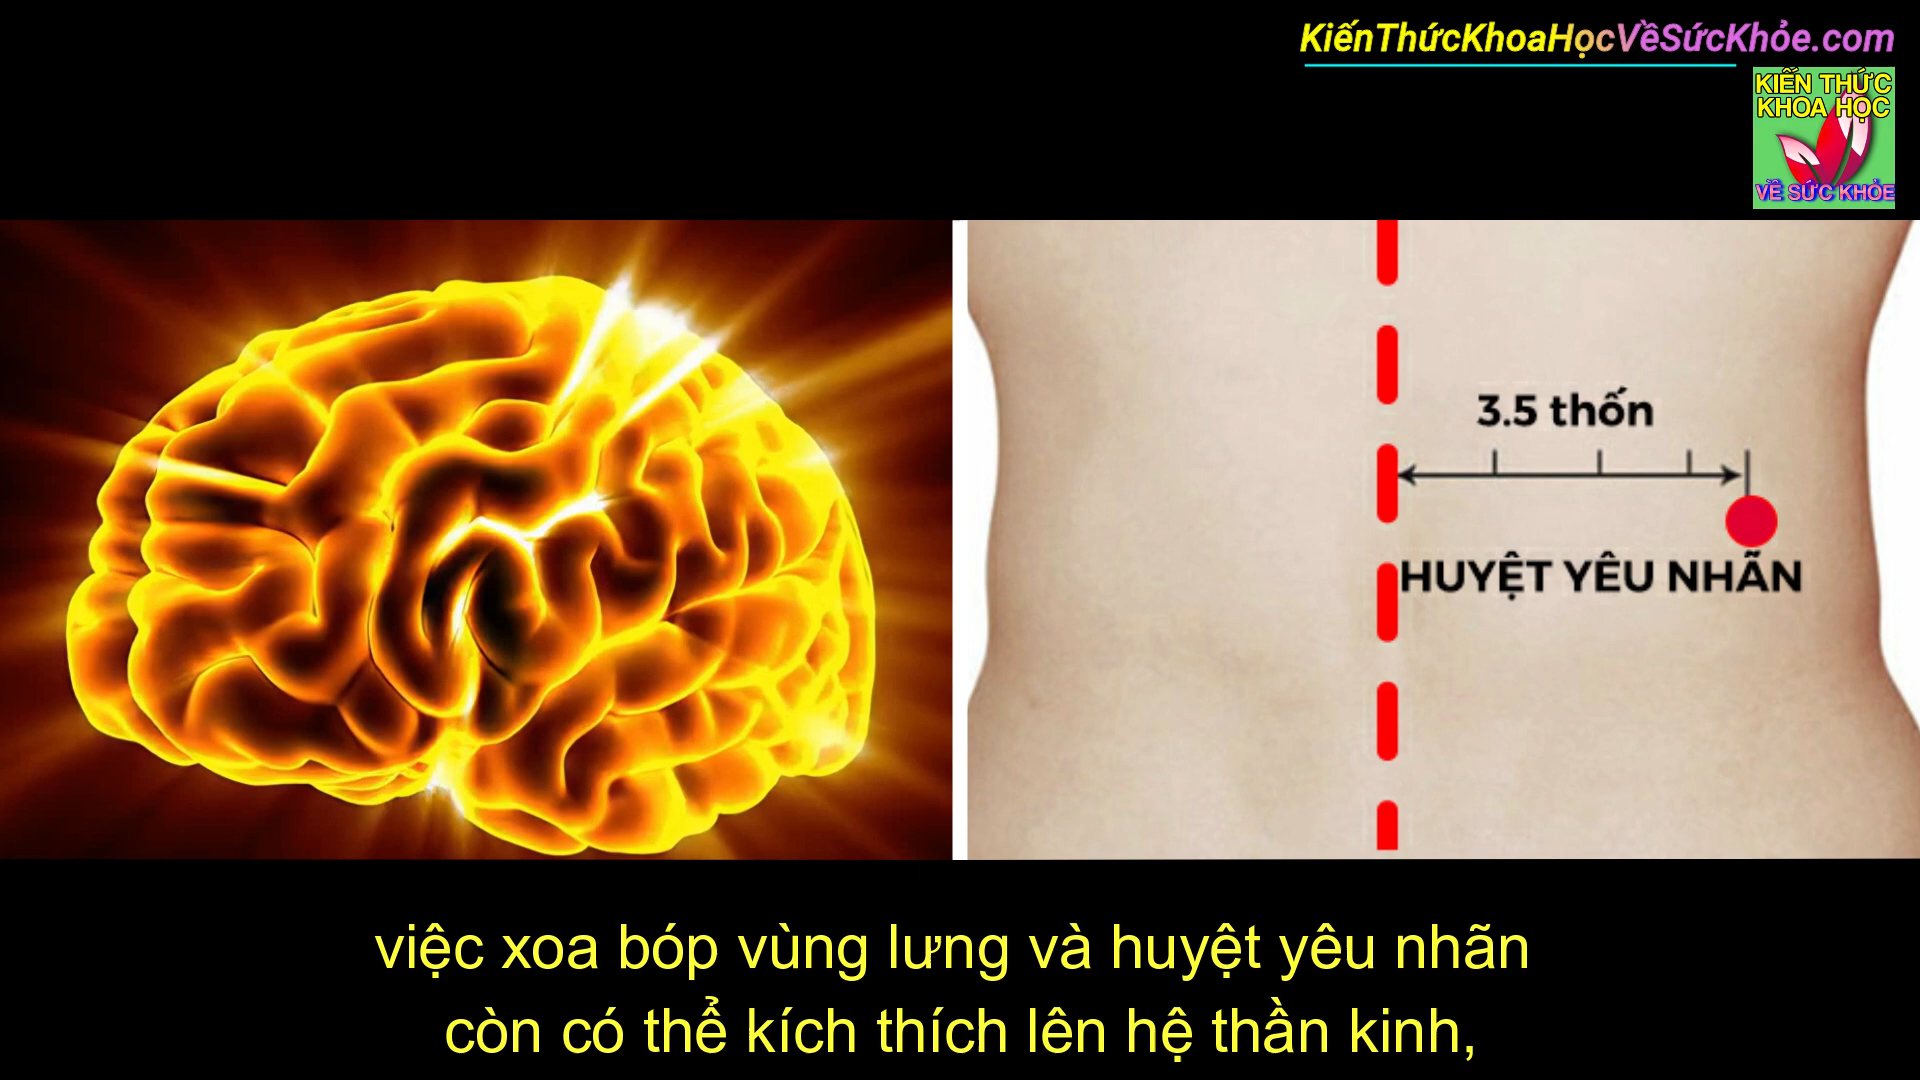 KiếnThứcKhoaHọcVềSứcKhỏe.com
KIẾN THỨC
KHOA HỌC
VỀ SỨC KHỎE
3.5 thốn
HUYỆT YÊU NHÃN
việc xoa bóp vùng lưng và huyệt yêu nhãn
còn có thể kích thích lên hệ thần kinh,